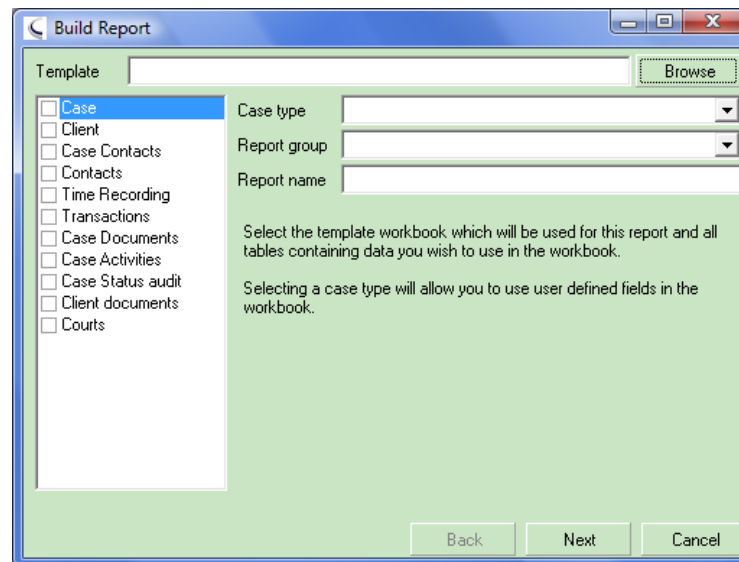 Build Report
Template
Browse
Case
Client
Case Contacts
Contacts
Time Recording
Transactions
Case Documents
Case Activities
Case Status audit
Client documents
Courts
Case type
Report group
Report name
Select the template workbook which will be used for this report and all
tables containing data you wish to use in the workbook.
Selecting a case type will allow you to use user defined fields in the
workbook.
Back
Next
Cancel